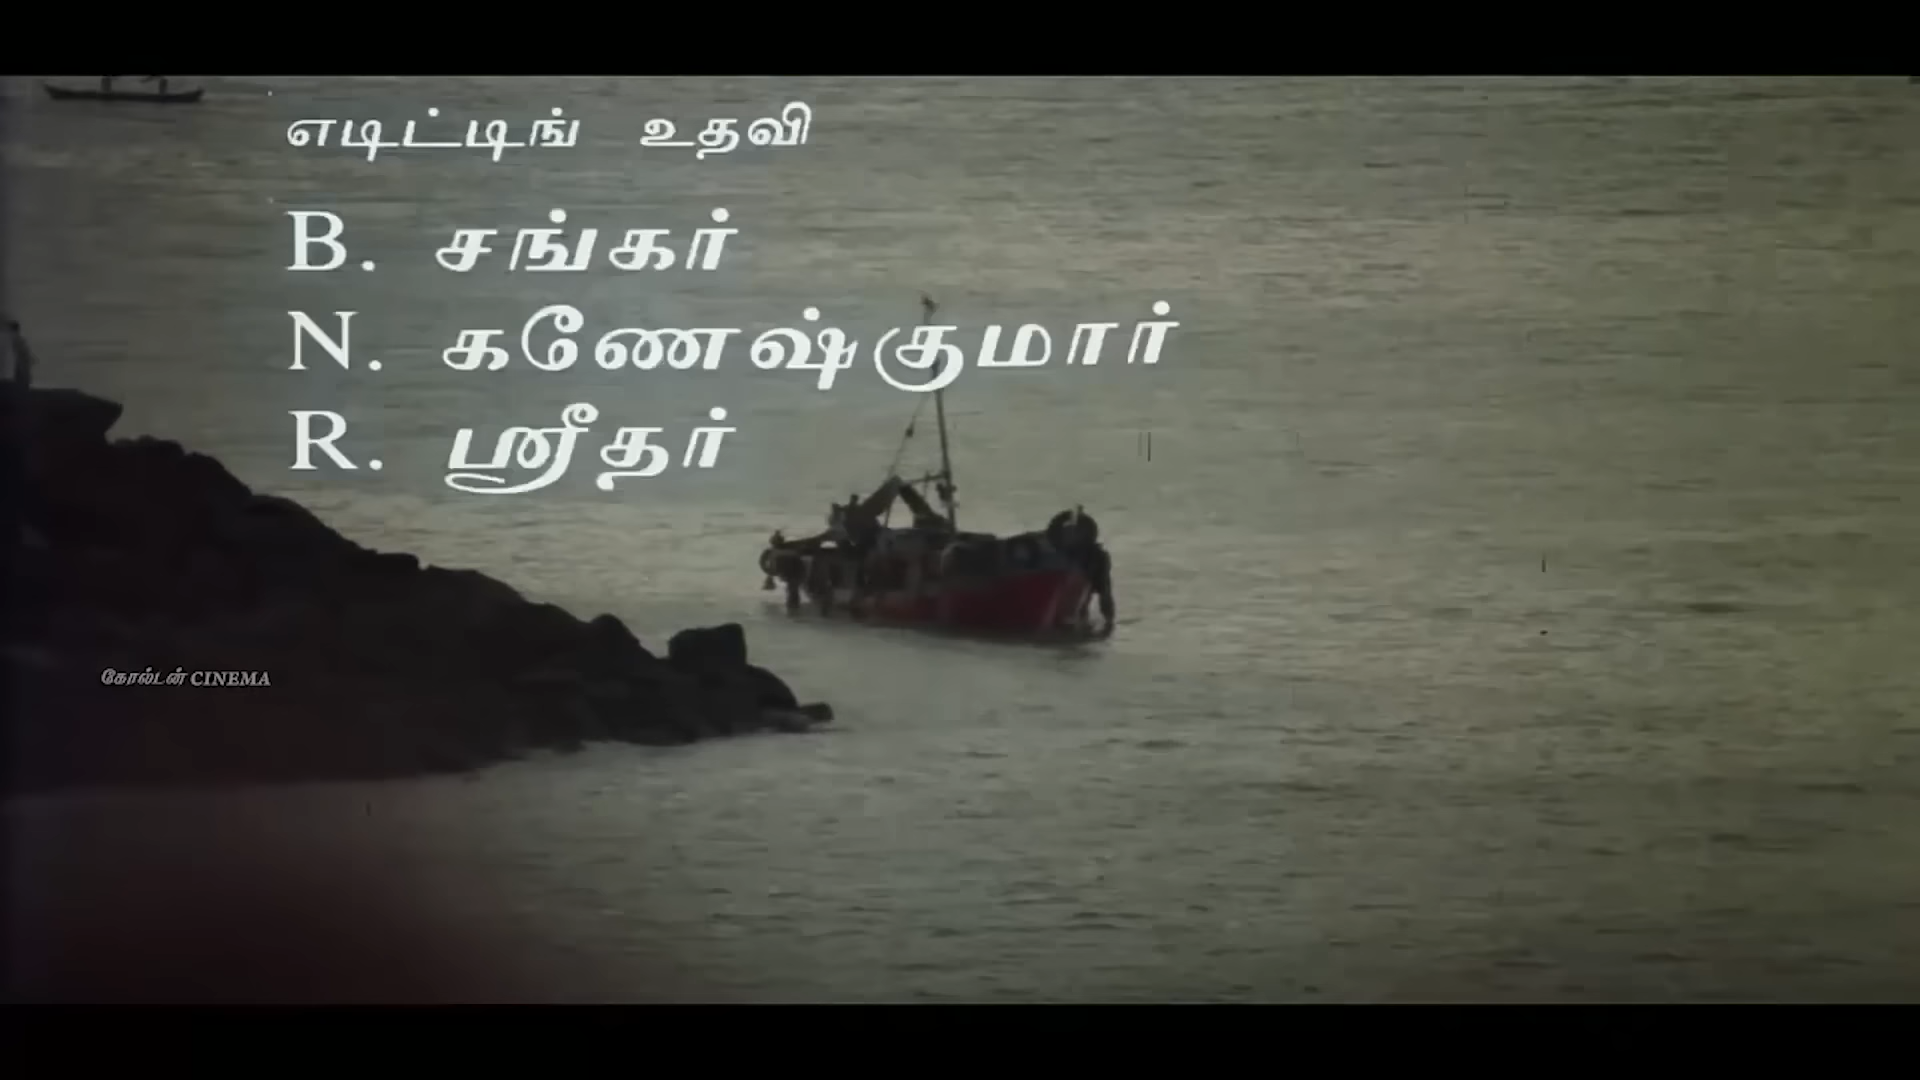 எடிட்டிங் உதவி
B. சங்கர்
N. கணேஷ்குமார்
R. ஸ்ரீதர்
கோல்டன் CINEMA